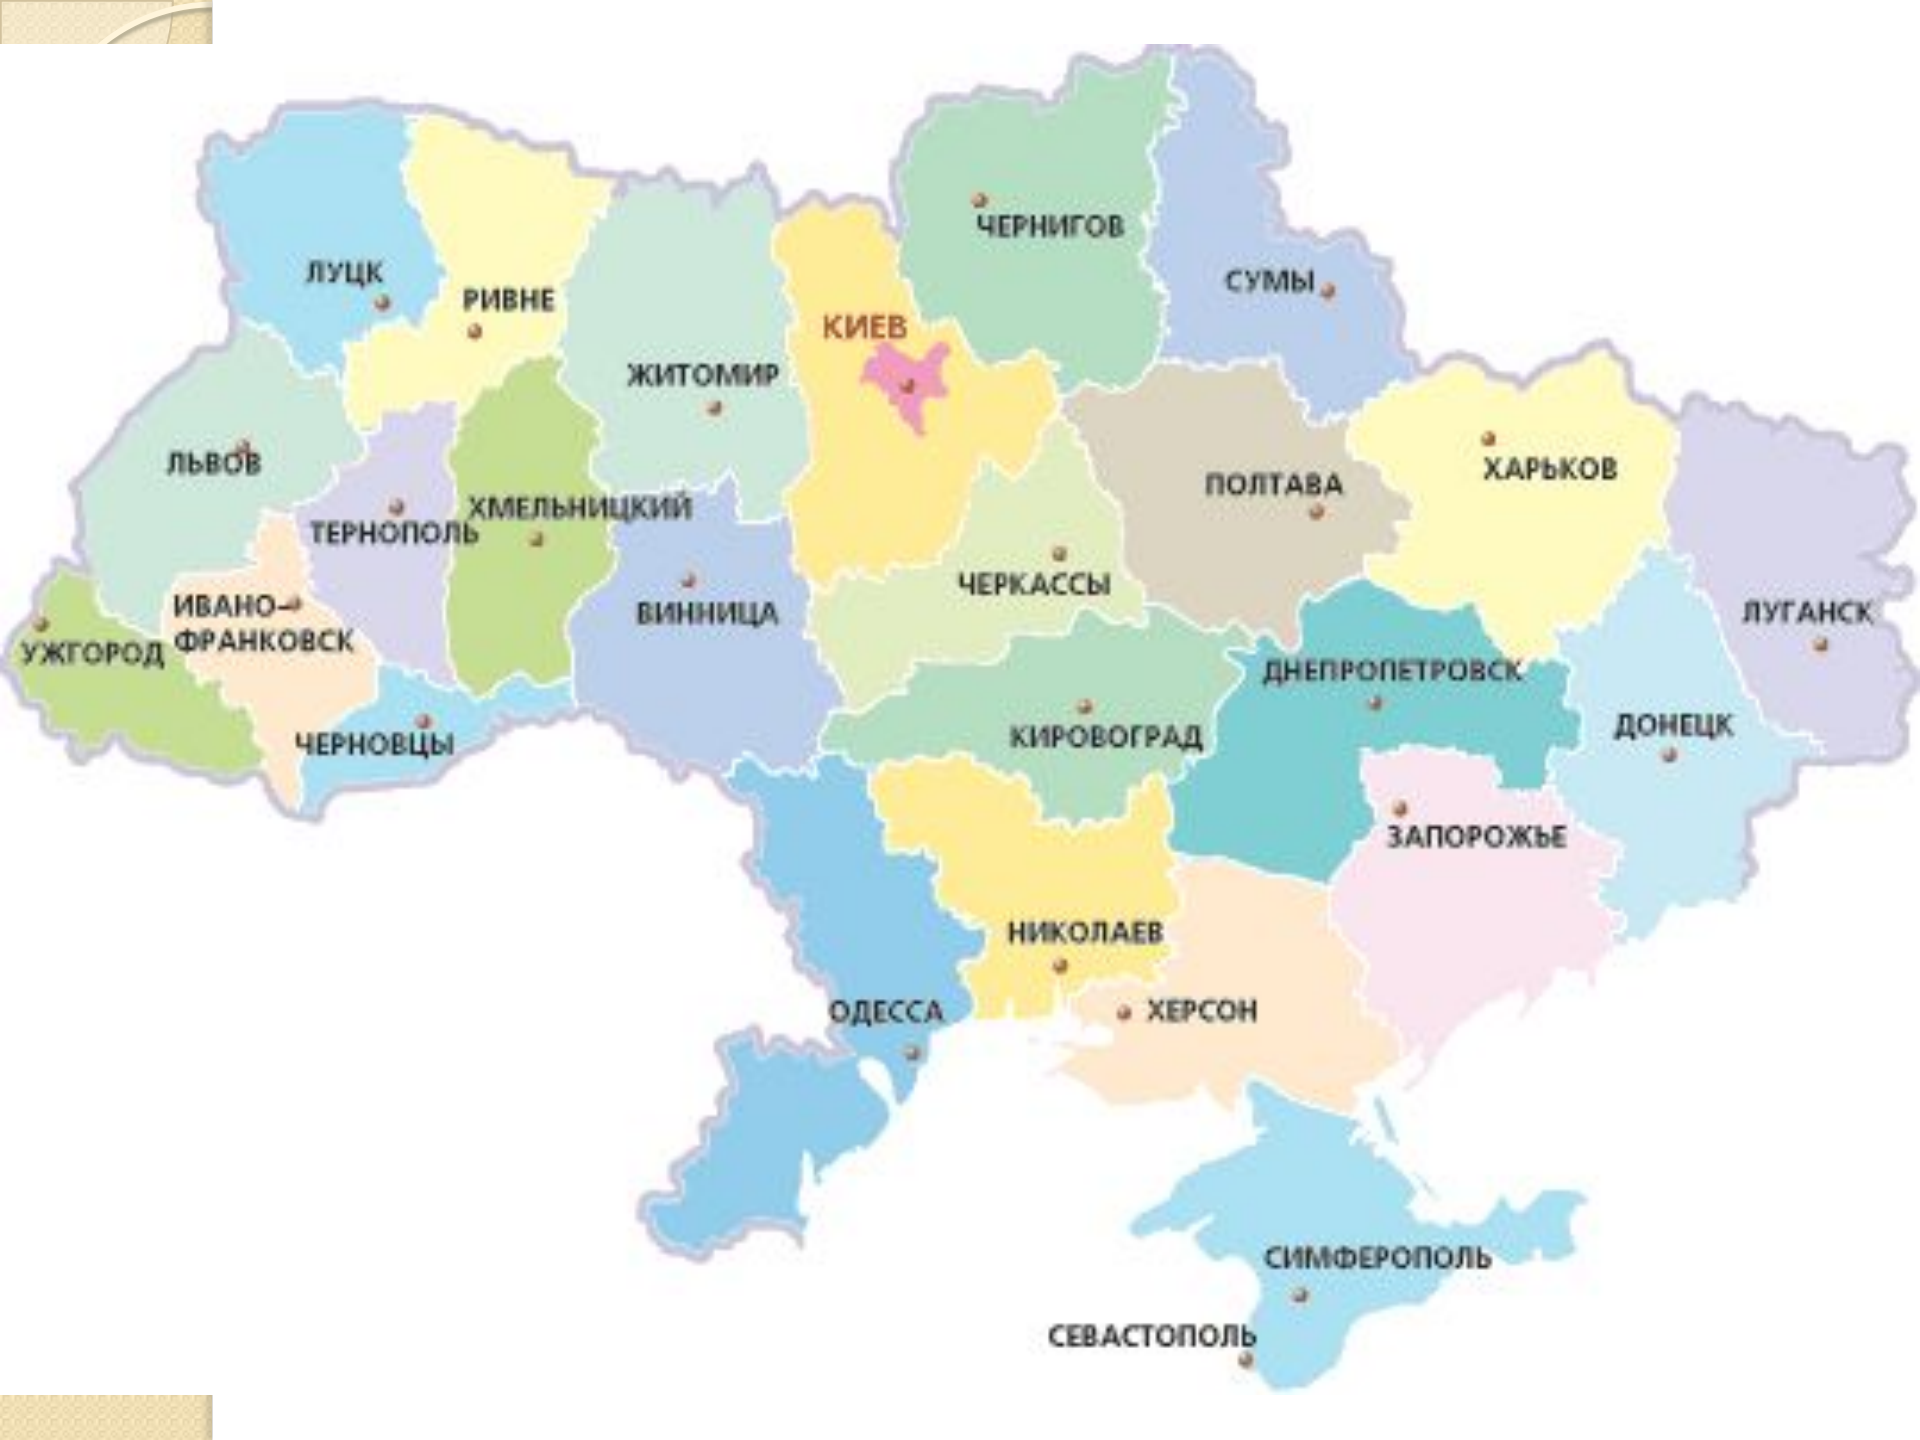 ЧЕРНИГОВ
ЛУЦК
СУМЫ
РИВНЕ
КИЕВ
ЖИТОМИР
ЛЬВОВ
ХАРЬКОВ
ПОЛТАВА
ХМЕЛЬНИЦКИЙ
ТЕРНОПОЛЬ
ЧЕРКАССЫ
ИВАНО-
ФРАНКОВСК
ВИННИЦА
ЛУГАНСК
УЖГОРОД
ДНЕПРОПЕТРОВСК
ДОНЕЦК
КИРОВОГРАД
ЧЕРНОВЦЫ
ЗАПОРОЖЬЕ
НИКОЛАЕВ
ОДЕССА
ХЕРСОН
СИМФЕРОПОЛЬ
СЕВАСТОПОЛЬ